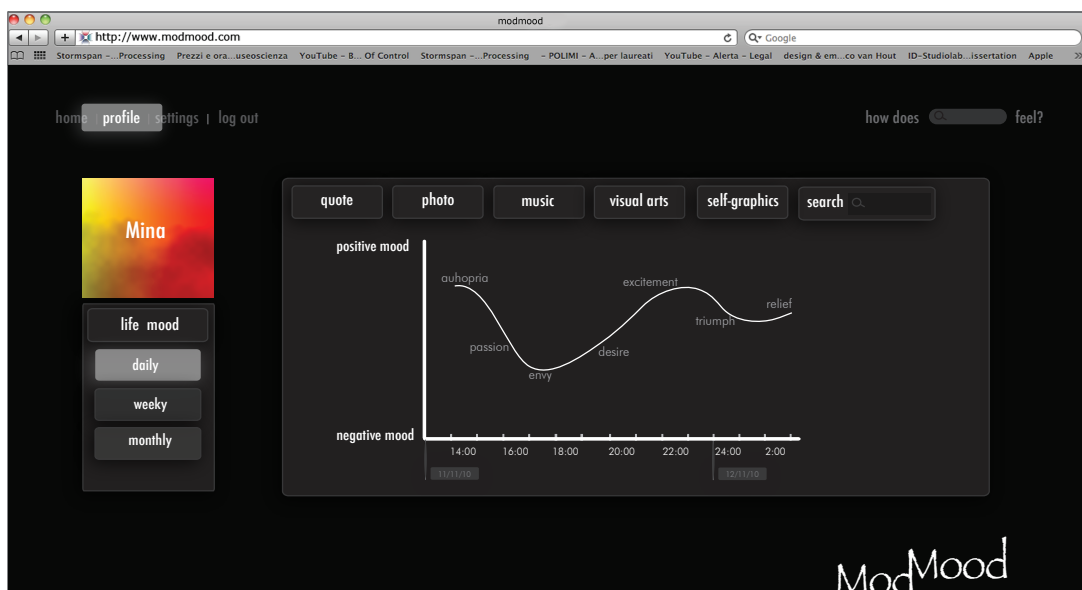 modmood
http://www.modmood.com
Google
Stormspan -...Processing Prezzi e ora...useoscienza YouTube - B... Of Control Stormspan -...Processing - POLIMI - A...per laureati YouTube - Alerta - Legal design & em...co van Hout ID-Studiolab...issertation Apple
home | profile | settings | log out
how does feel?
quote photo music visual arts self-graphics search
Mina
life mood
daily
weeky
monthly
positive mood
auhopria
excitement
relief
triumph
passion
desire
envy
negative mood
14:00 16:00 18:00 20:00 22:00 24:00 2:00
11/11/10 12/11/10
ModMood